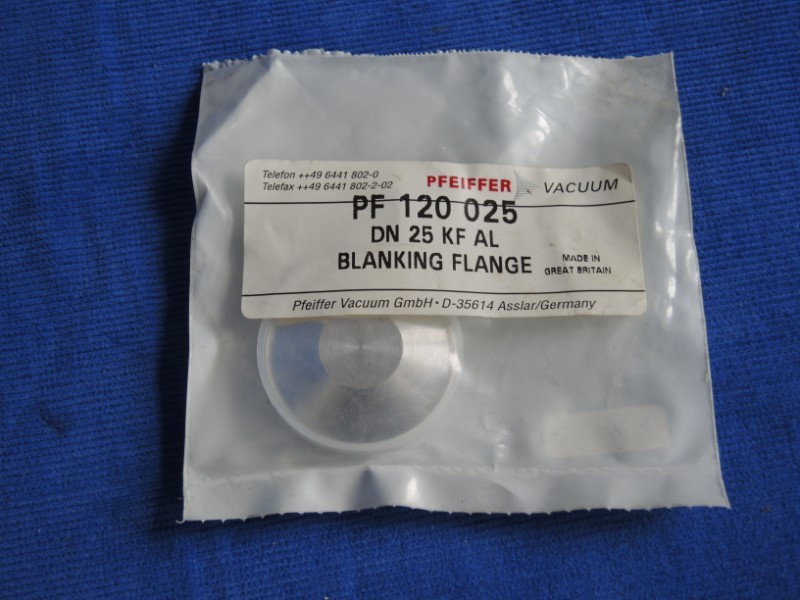 Telefon ++49 6441 802-0
Telefax ++49 6441 802-2-02
PFEIFFER VACUUM
PF 120 025
DN 25 KF AL
BLANKING FLANGE
MADE IN
GREAT BRITAIN
Pfeiffer Vacuum GmbH • D-35614 Asslar/Germany